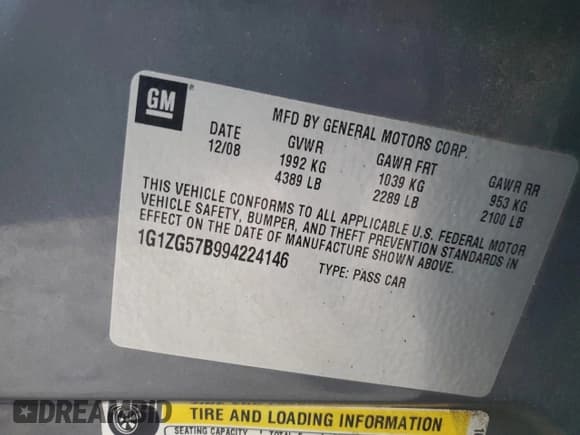 GM ®
MFD BY GENERAL MOTORS CORP.
DATE GVWR GAWR FRT GAWR RR
12/08 1992 KG 1039 KG 953 KG
4389 LB 2289 LB 2100 LB
THIS VEHICLE CONFORMS TO ALL APPLICABLE U.S. FEDERAL MOTOR
VEHICLE SAFETY, BUMPER, AND THEFT PREVENTION STANDARDS IN
EFFECT ON THE DATE OF MANUFACTURE SHOWN ABOVE.
1G1ZG57B994224146 TYPE: PASS CAR
TIRE AND LOADING INFORMATION
SEATING CAPACITY
DREAMBID